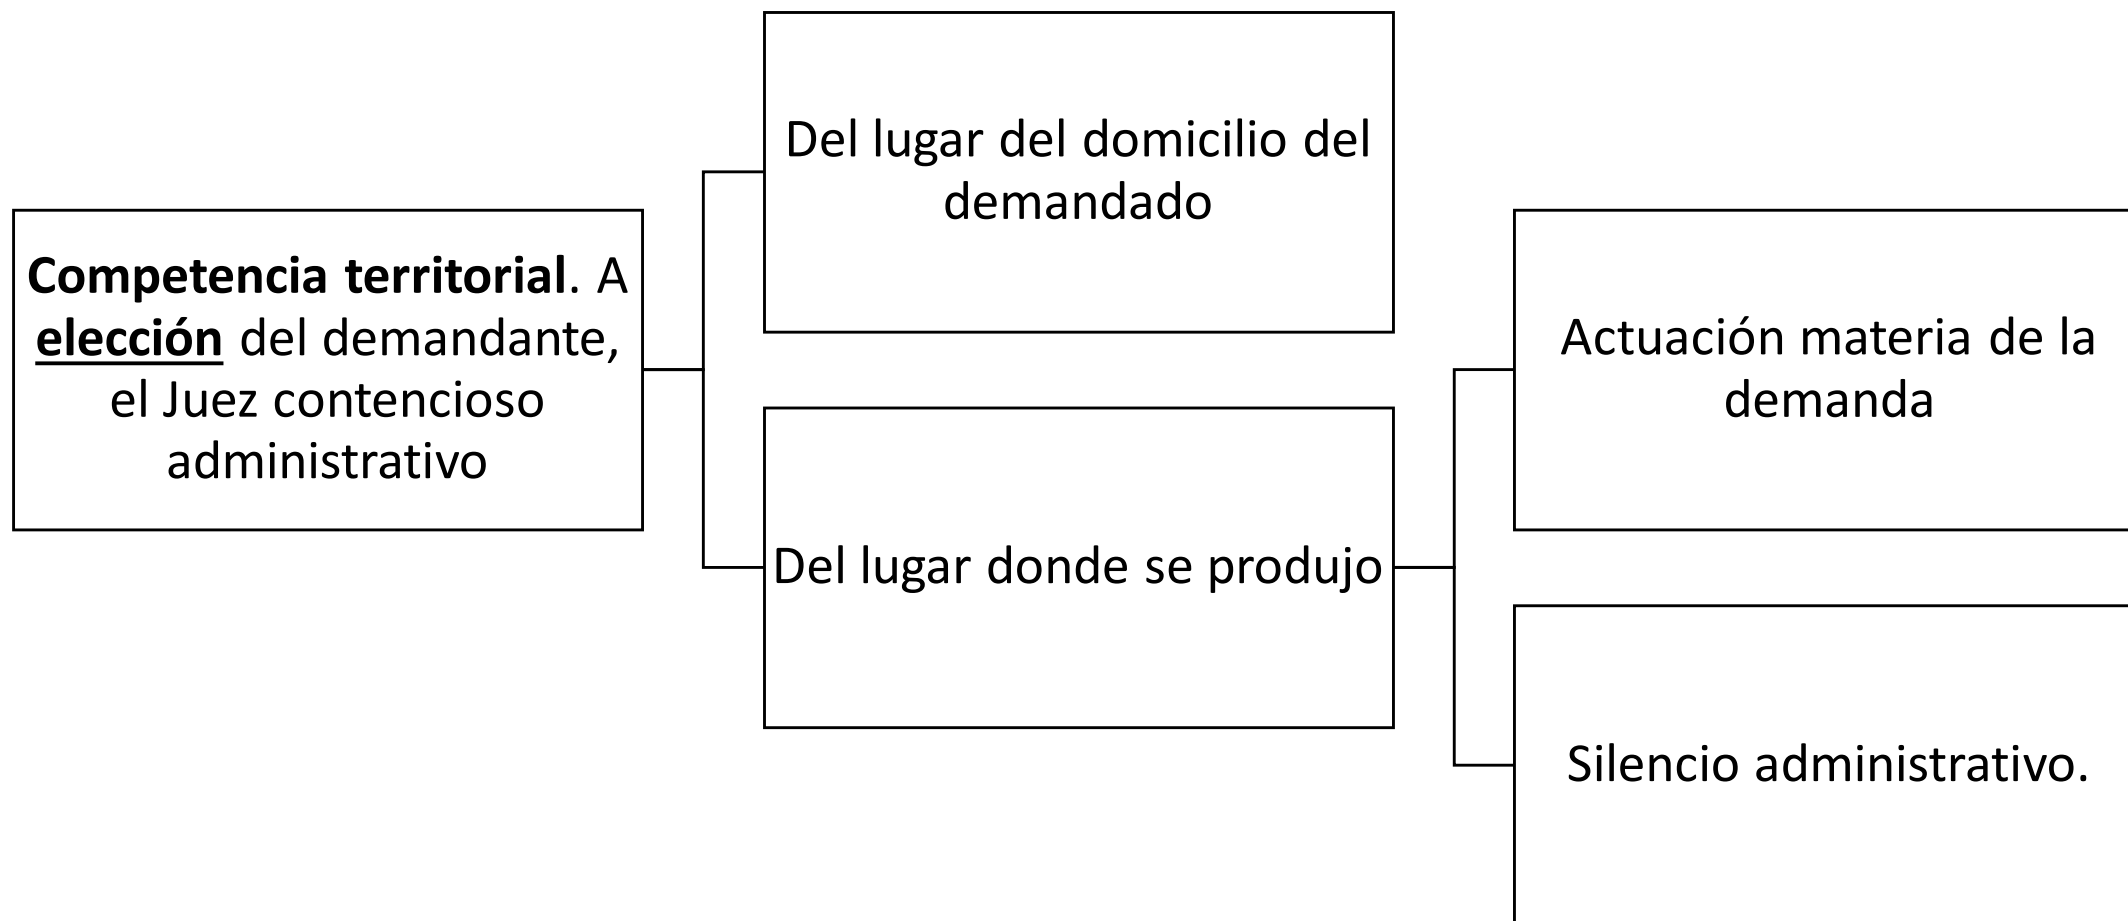 Competencia territorial. A
elección del demandante,
el Juez contencioso
administrativo
Del lugar del domicilio del
demandado
Del lugar donde se produjo
Actuación materia de la
demanda
Silencio administrativo.